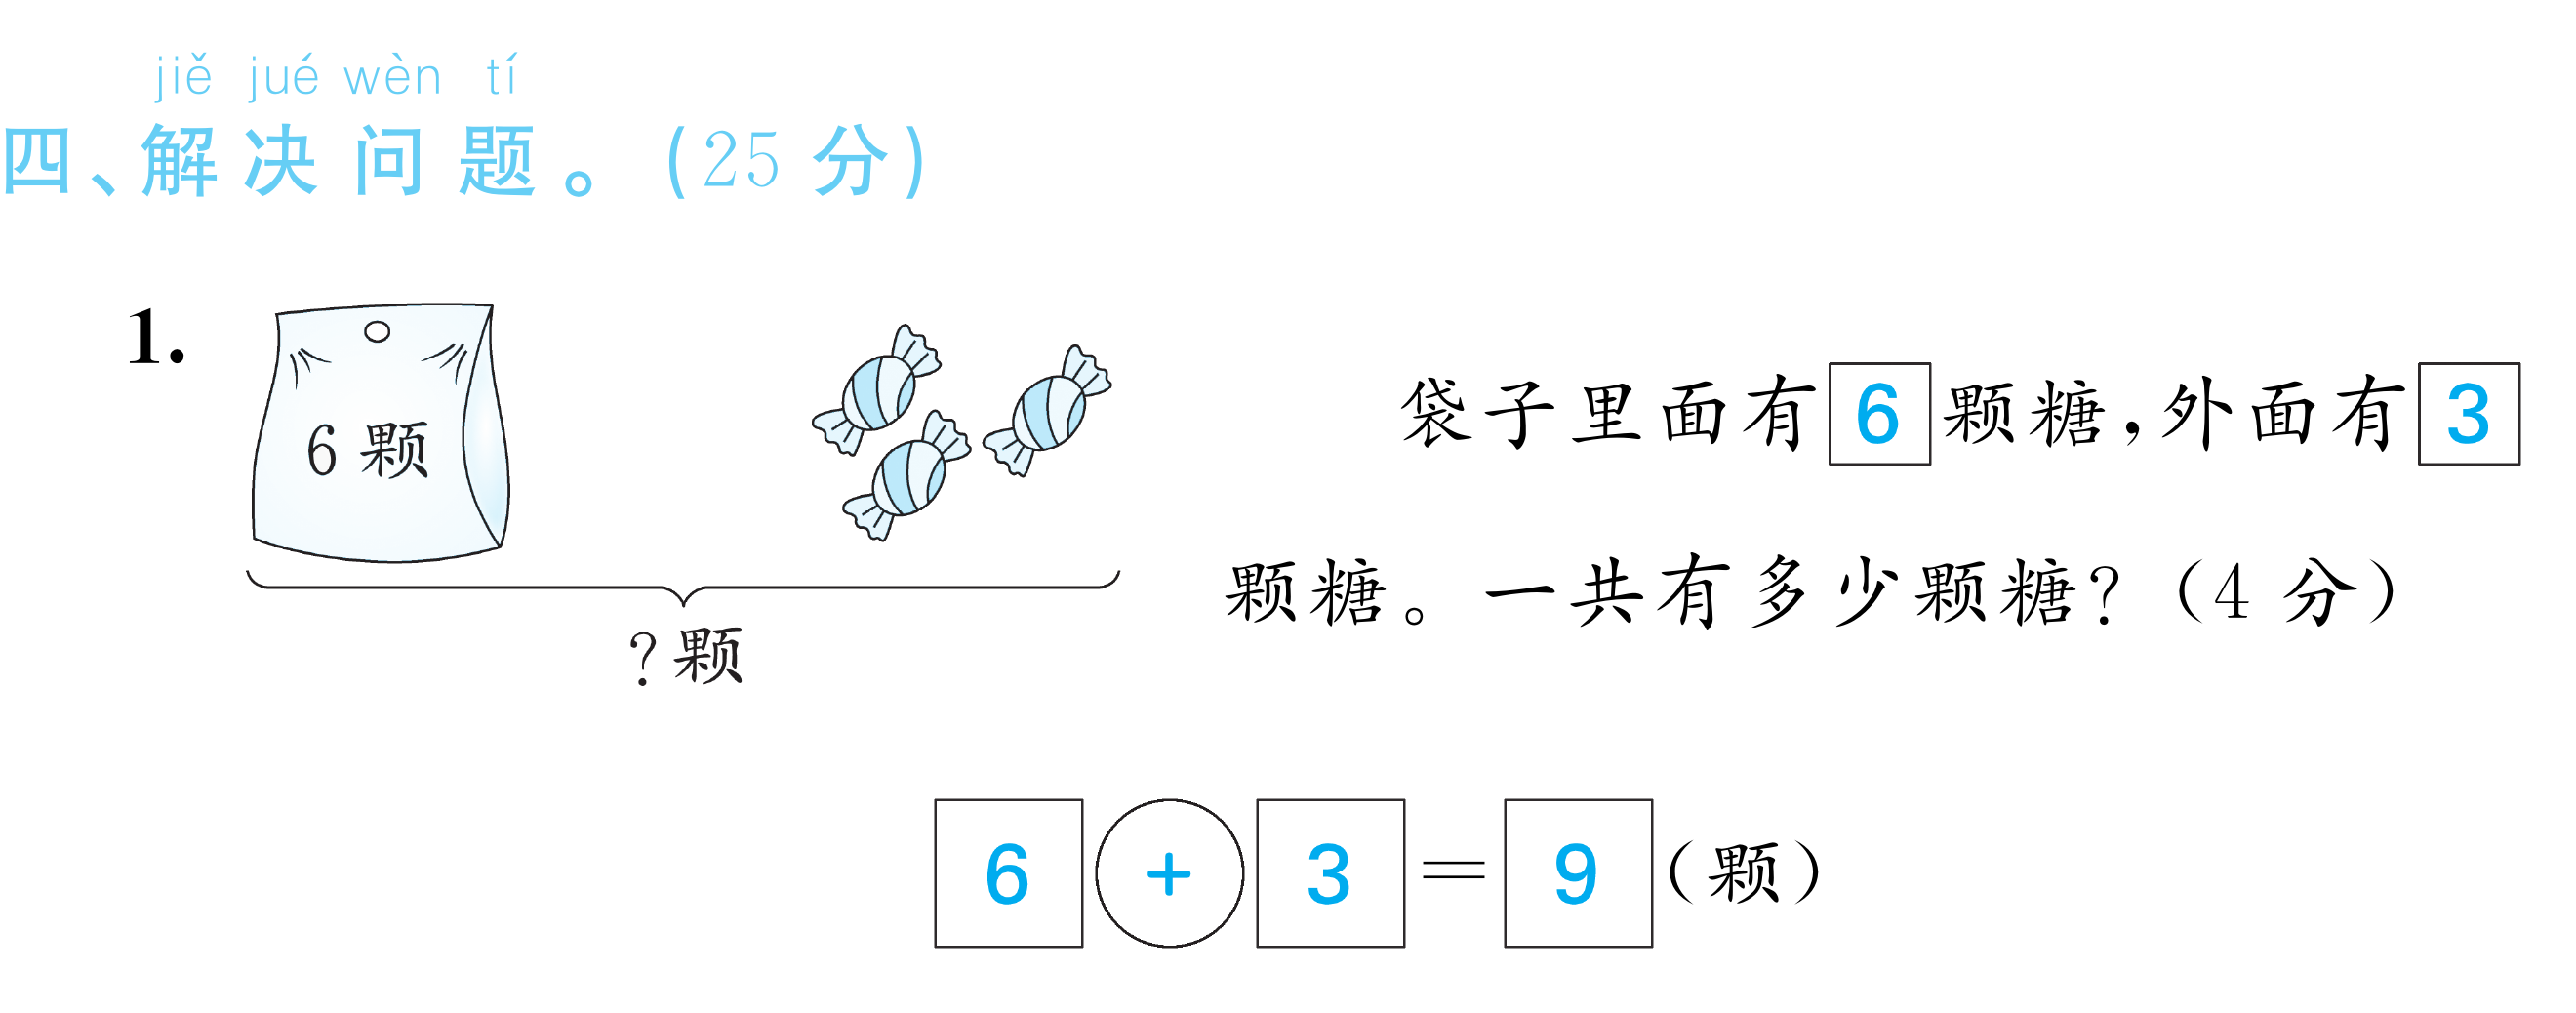 jiě jué wèn tí
四、解决问题。(25分)
1.
6颗
?颗
袋子里面有6颗糖,外面有3
颗糖。一共有多少颗糖?(4分)
6+3=9(颗)